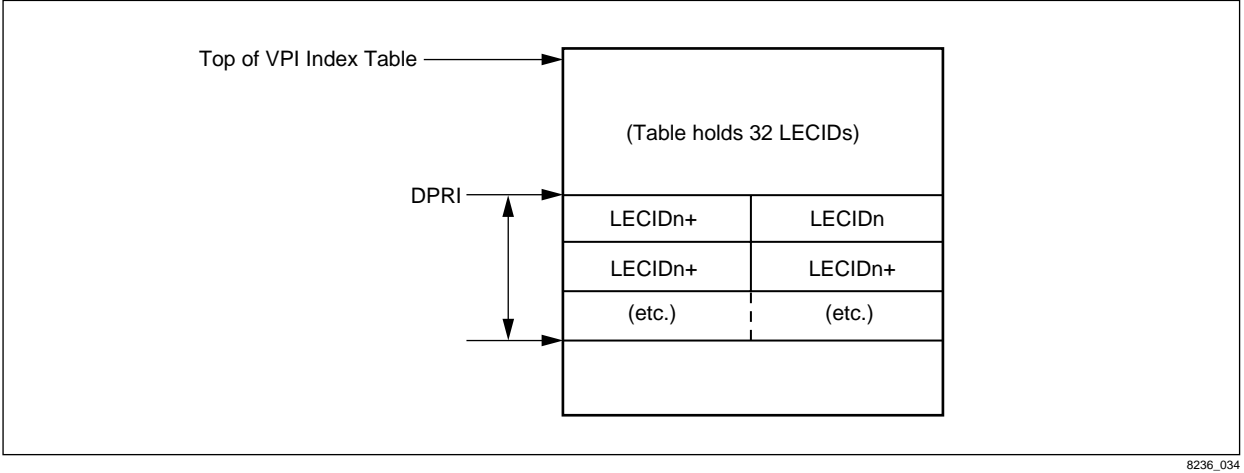 Top of VPI Index Table
(Table holds 32 LECIDs)
DPRI
LECIDn+ LECIDn
LECIDn+ LECIDn+
(etc.) (etc.)
8236_034